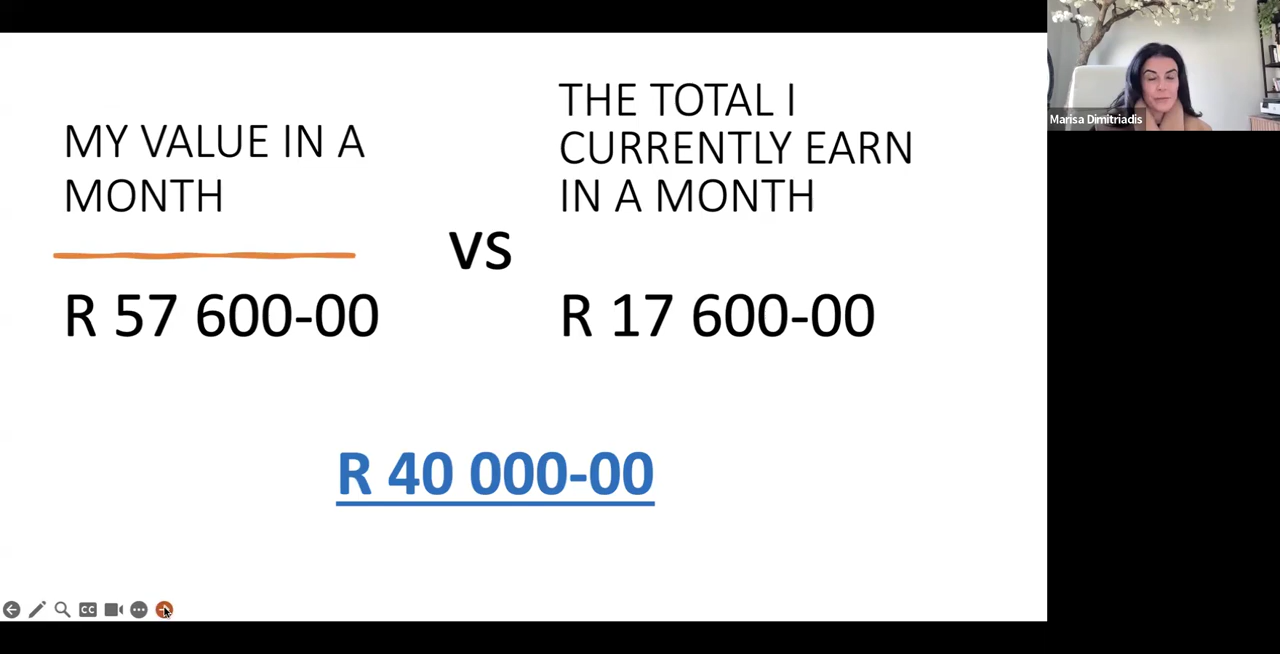 MY VALUE IN A
MONTH
R 57 600-00
VS
THE TOTAL I
CURRENTLY EARN
IN A MONTH
R 17 600-00
R 40 000-00
CC
Marisa Dimitriadis